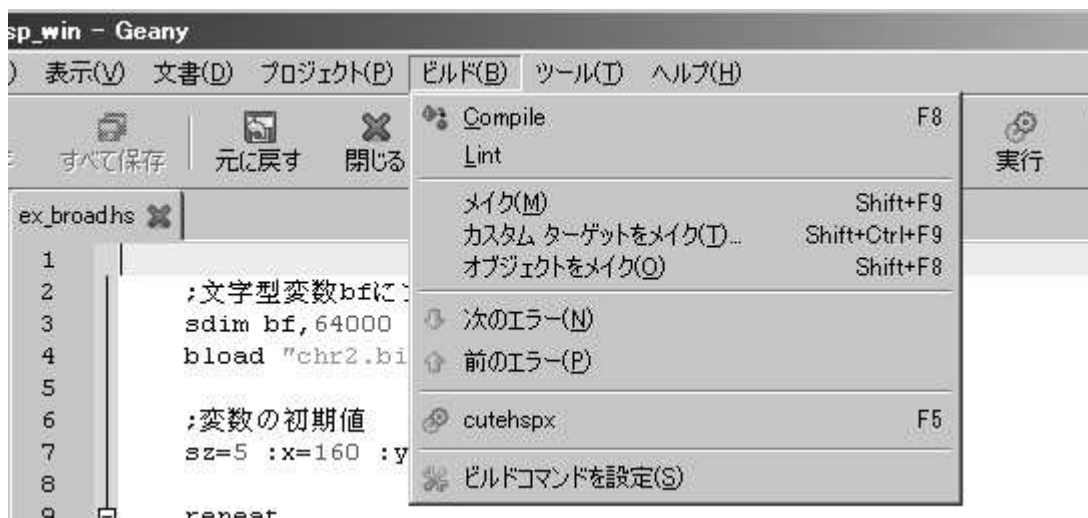 sp_win - Geany
) 表示(V) 文書(D) プロジェクト(P) ビルド(B) ツール(T) ヘルプ(H)
すべて保存 元に戻す 閉じる 実行
ex_broad.hs
Compile F8
Lint
メイク(M) Shift+F9
カスタム ターゲットをメイク(T)... Shift+Ctrl+F9
オブジェクトをメイク(O) Shift+F8
次のエラー(N)
前のエラー(P)
cutehspx F5
ビルドコマンドを設定(S)
1
2 ;文字型変数bfに
3 sdim bf,64000
4 bload "chr2.bi
5
6 ;変数の初期値
7 sz=5 :x=160 :y
8
9 repeat